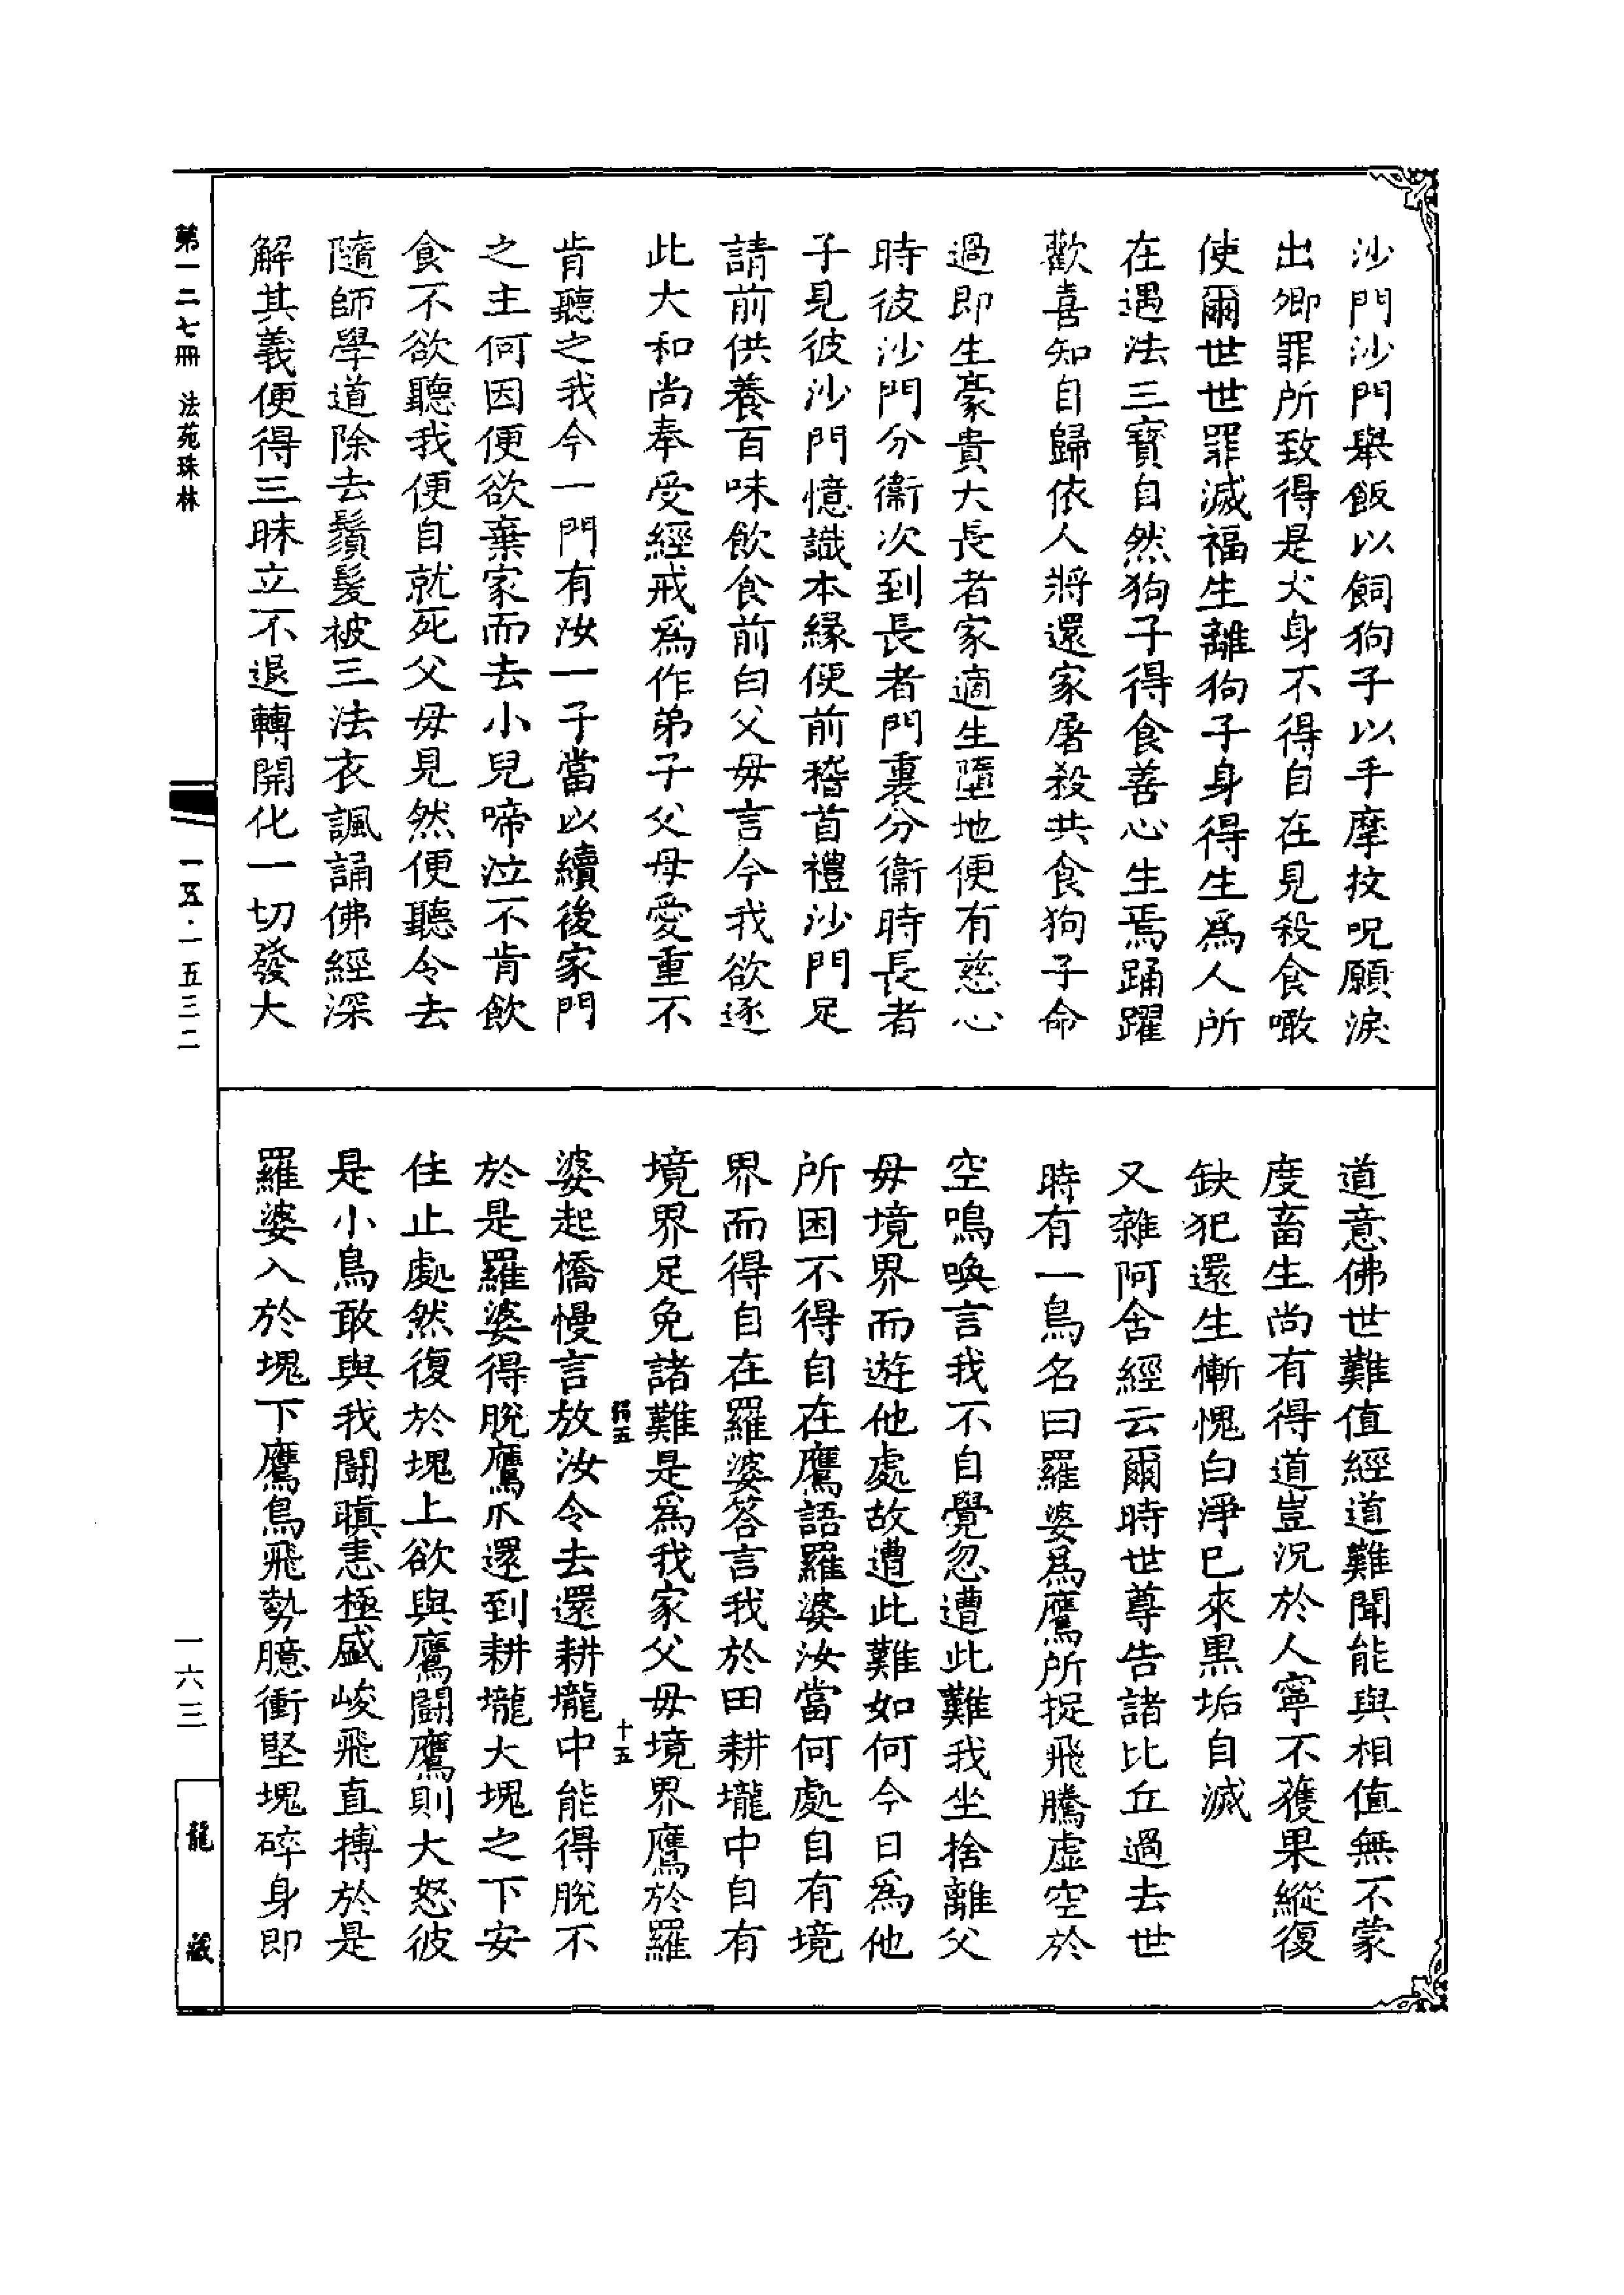 沙門沙門舉飯以飼狗子以手摩抆呪願淚
出卿罪所致得是犬身不得自在見殺食噉
使爾世世罪滅福生離狗子身得生爲人所
在遇法三寶自然狗子得食善心生焉踊躍
歡喜知自歸依人將還家屠殺共食狗子命
過即生豪貴大長者家適生墮地便有慈心
時彼沙門分衞次到長者門裏分衞時長者
子見彼沙門憶識本緣便前稽首禮沙門足
請前供養百味飲食前白父母言今我欲逐
此大和尚奉受經戒爲作弟子父母愛重不
肯聽之我今一門有汝一子當以續後家門
之主何因便欲棄家而去小兒啼泣不肯飲
食不欲聽我便自就死父母見然便聽令去
隨師學道除去鬚髮被三法衣諷誦佛經深
解其義便得三昧立不退轉開化一切發大
道意佛世難值經道難聞能與相值無不蒙
度畜生尚有得道豈況於人寧不獲果縱復
缺犯還生慚愧白淨已來黑垢自滅
又雜阿含經云爾時世尊告諸比丘過去世
時有一鳥名曰羅婆爲鷹所捉飛騰虛空於
空鳴喚言我不自覺忽遭此難我坐捨離父
母境界而遊他處故遭此難如何今日爲他
所困不得自在鷹語羅婆汝當何處自有境
界而得自在羅婆答言我於田耕壠中自有
境界足免諸難是爲我家父母境界鷹於羅
婆起憍慢言放汝令去還耕壠中能得脫不
於是羅婆得脫鷹爪還到耕壠大塊之下安
住止處然復於塊上欲與鷹鬪鷹則大怒彼
是小鳥敢與我鬪瞋恚極盛峻飛直搏於是
羅婆入於塊下鷹鳥飛勢臆衝堅塊碎身即
十五
第一二七冊 法苑珠林
一五·一五三二
一六三
龍藏